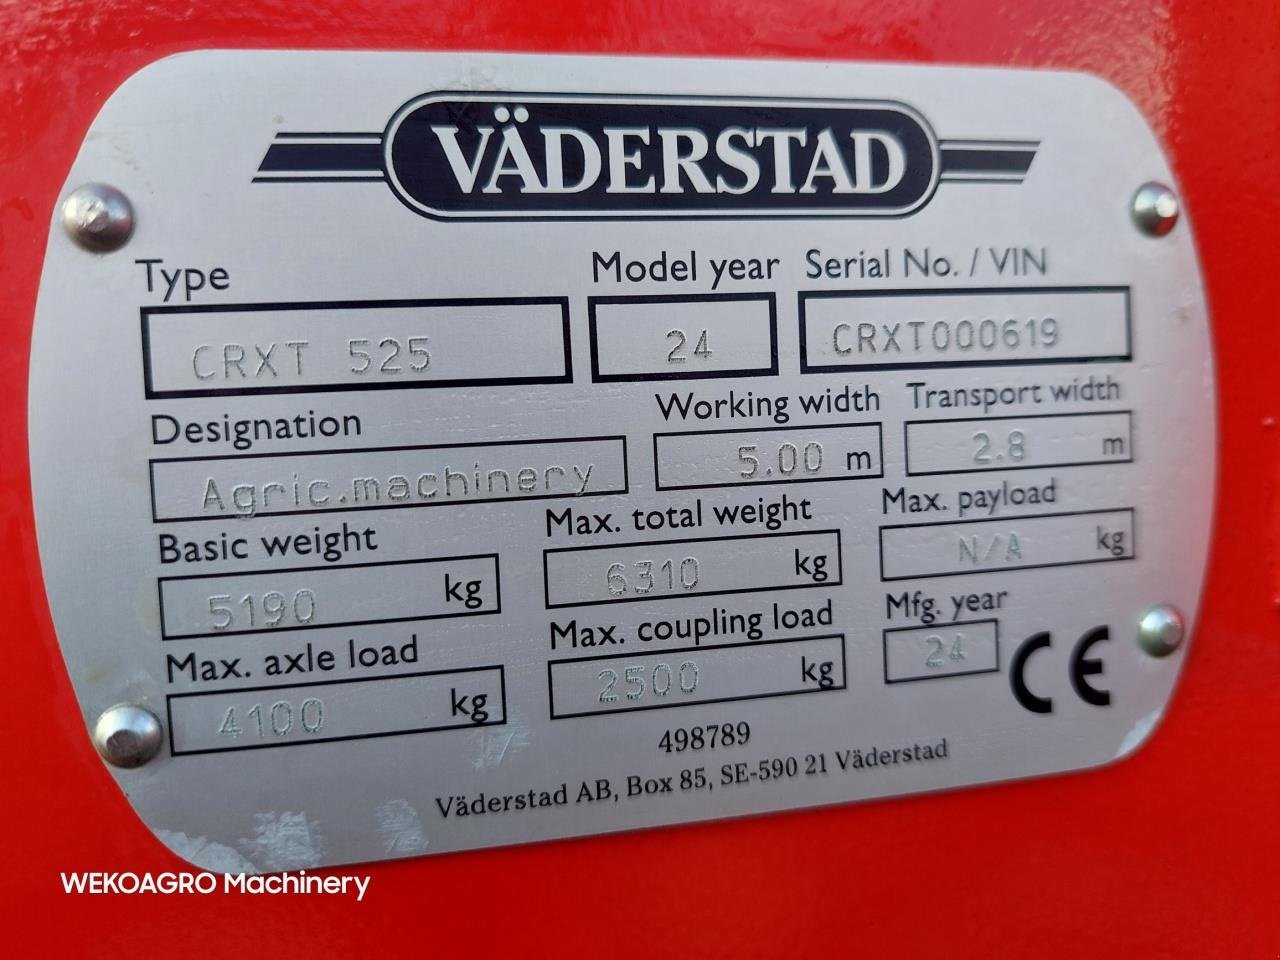 VÄDERSTAD
Type Model year Serial No. / VIN
CRXT 525 24 CRXT000619
Designation Working width Transport width
Agric.machinery 5.00 m 2.8 m
Basic weight Max. total weight Max. payload
5190 kg 6310 kg N/A kg
Max. axle load Max. coupling load Mfg. year
4100 kg 2500 kg 24 CE
498789
Väderstad AB, Box 85, SE-590 21 Väderstad
WEKOAGRO Machinery